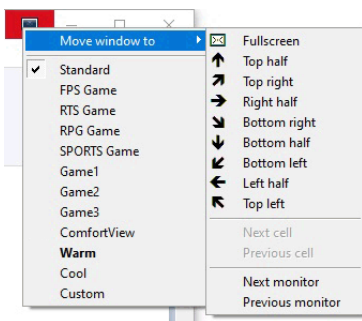 Move window to
Standard
FPS Game
RTS Game
RPG Game
SPORTS Game
Game1
Game2
Game3
ComfortView
Warm
Cool
Custom
Fullscreen
Top half
Top right
Right half
Bottom right
Bottom half
Bottom left
Left half
Top left
Next cell
Previous cell
Next monitor
Previous monitor